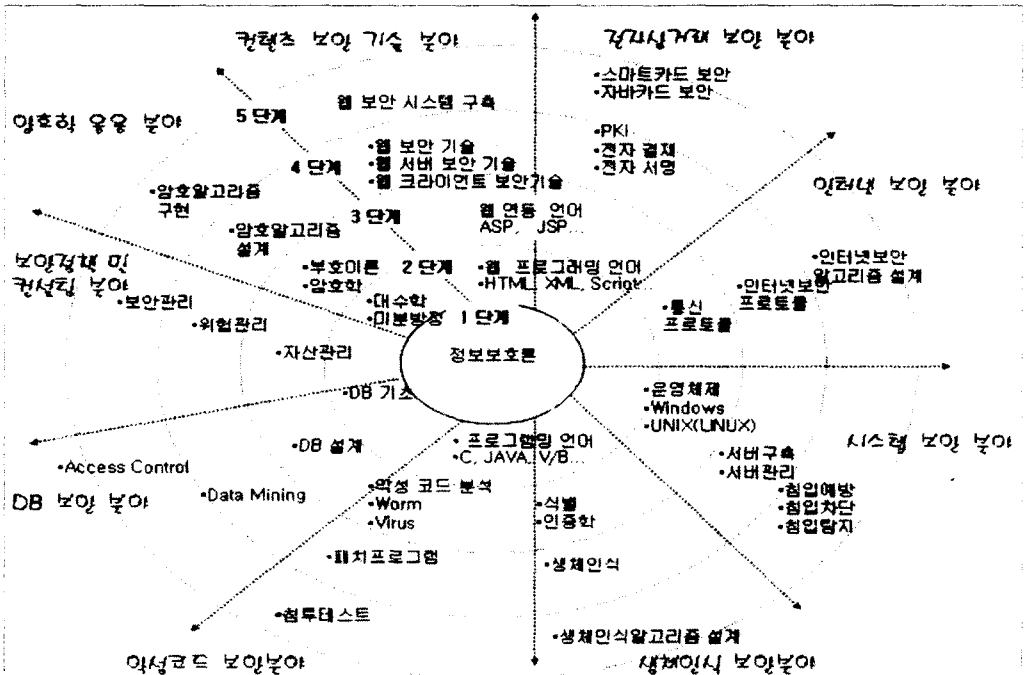 컨텐츠 보안 기술 분야
전자상거래 보안 분야
•스마트카드 보안
•자바카드 보안
웹 보안 시스템 구축
5 단계
암호학 응용 분야
•PKI
•전자 결제
•전자 서명
•웹 보안 기술
•웹 서버 보안 기술
•웹 크라이언트 보안기술
4 단계
인터넷 보안 분야
•암호알고리즘
구현
3 단계
웹 연동 언어
ASP, JSP...
•암호알고리즘
설계
보안정책 및
컨설팅 분야
•부호이론
•암호학
2 단계
•웹 프로그래밍 언어
•HTML, XML, Script...
•인터넷보안
알고리즘 설계
•인터넷보안
프로토콜
•보안관리
•대수학
•미분방정
1 단계
•통신
프로토콜
•위험관리
•자산관리
정보보호론
•DB 기초
•운영체제
•Windows
•UNIX(LINUX)
시스템 보안 분야
•DB 설계
• 프로그래밍 언어
•C, JAVA, V/B...
•서버구축
•서버관리
•Access Control
DB 보안 분야
•Data Mining
•악성 코드 분석
•Worm
•Virus
•식별
•인증학
•침입예방
•침입차단
•침입탐지
•패치프로그램
•생체인식
•침투테스트
•생체인식알고리즘 설계
악성코드 보안분야
생체인식 보안분야